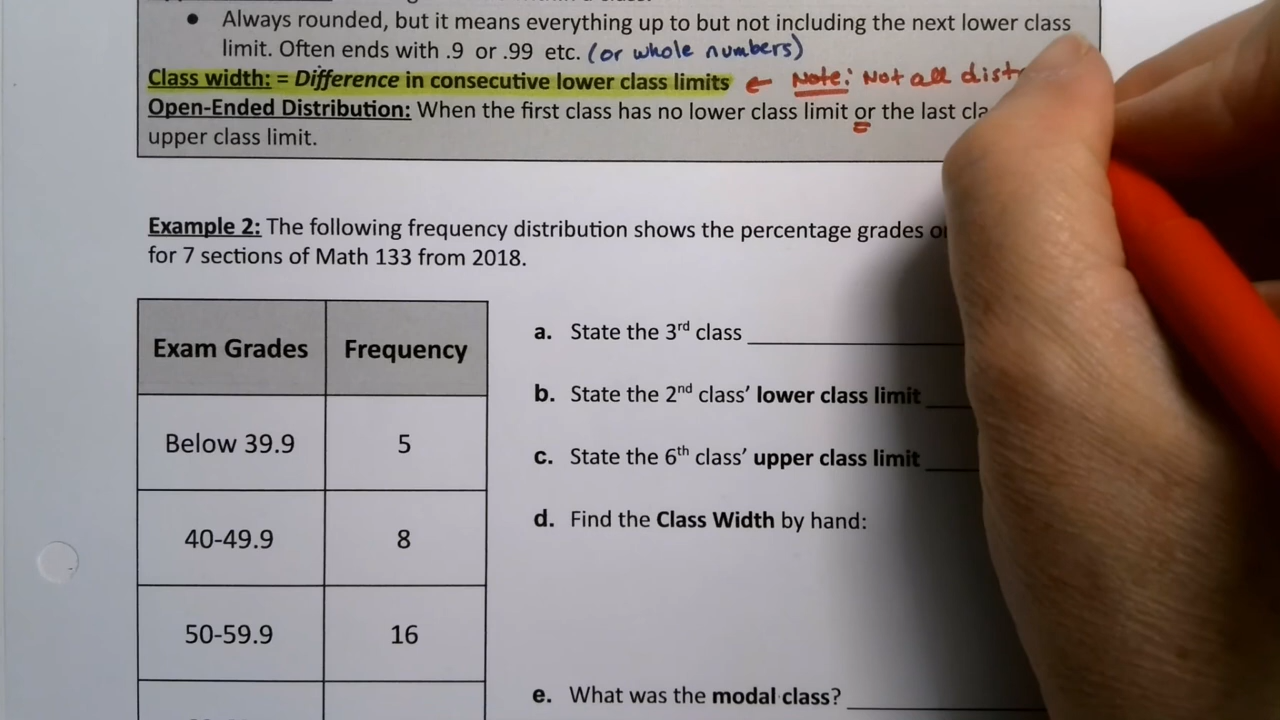 • Always rounded, but it means everything up to but not including the next lower class
limit. Often ends with .9 or .99 etc. (or whole numbers)
Class width: = Difference in consecutive lower class limits ← Note: Not all
Open-Ended Distribution: When the first class has no lower class limit or the last
upper class limit.
Example 2: The following frequency distribution shows the percentage grades
for 7 sections of Math 133 from 2018.
Exam Grades Frequency
Below 39.9 5
40-49.9 8
50-59.9 16
a. State the 3rd class
b. State the 2nd class’ lower class limit
c. State the 6th class’ upper class limit
d. Find the Class Width by hand:
e. What was the modal class?